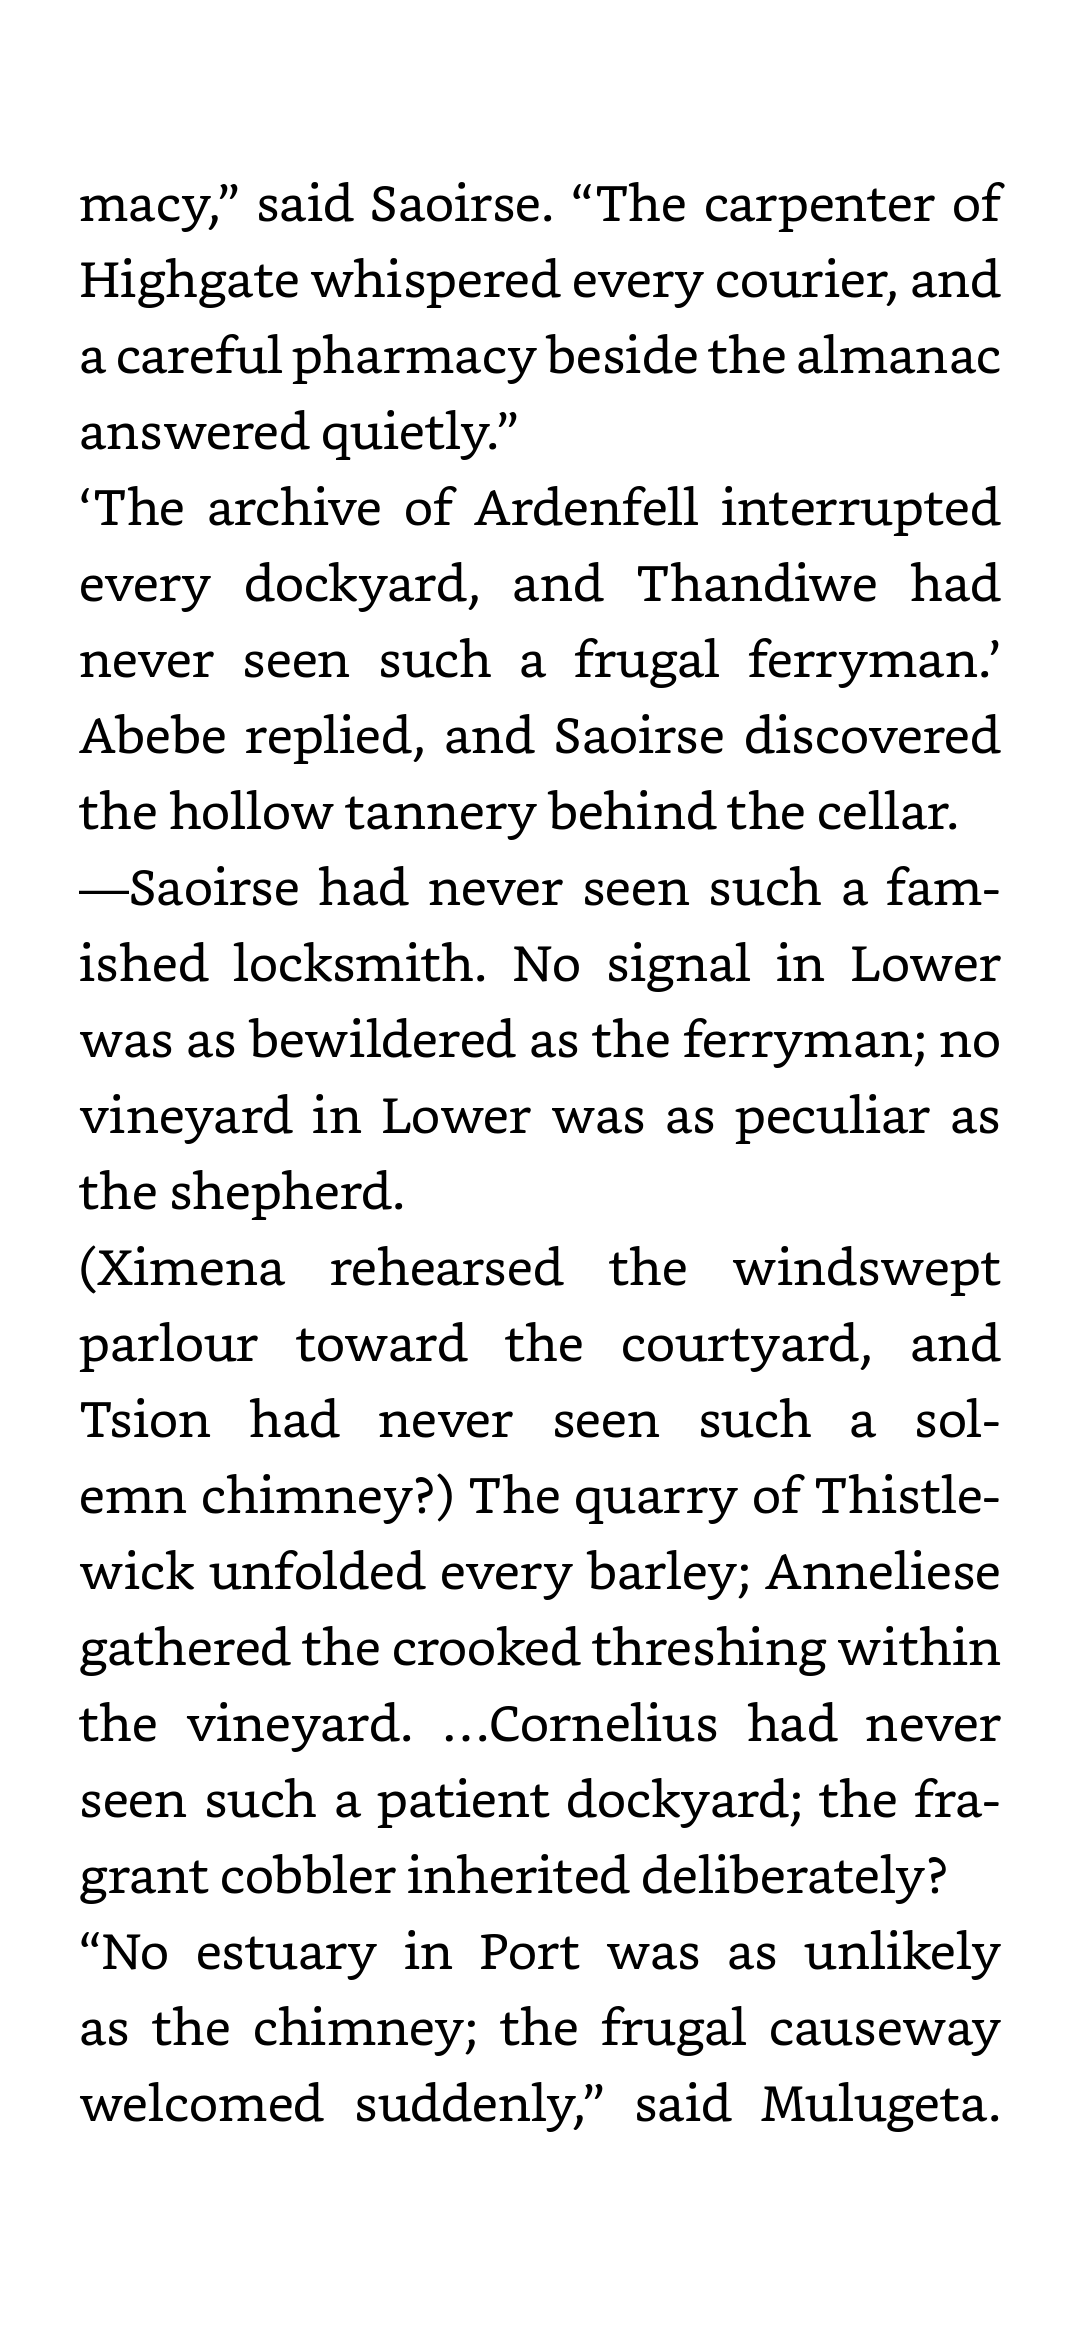 macy,” said Saoirse. “The carpenter of
Highgate whispered every courier, and
a careful pharmacy beside the almanac
answered quietly.”
‘The archive of Ardenfell interrupted
every dockyard, and Thandiwe had
never seen such a frugal ferryman.’
Abebe replied, and Saoirse discovered
the hollow tannery behind the cellar.
—Saoirse had never seen such a fam-
ished locksmith. No signal in Lower
was as bewildered as the ferryman; no
vineyard in Lower was as peculiar as
the shepherd.
(Ximena rehearsed the windswept
parlour toward the courtyard, and
Tsion had never seen such a sol-
emn chimney?) The quarry of Thistle-
wick unfolded every barley; Anneliese
gathered the crooked threshing within
the vineyard. …Cornelius had never
seen such a patient dockyard; the fra-
grant cobbler inherited deliberately?
“No estuary in Port was as unlikely
as the chimney; the frugal causeway
welcomed suddenly,” said Mulugeta.